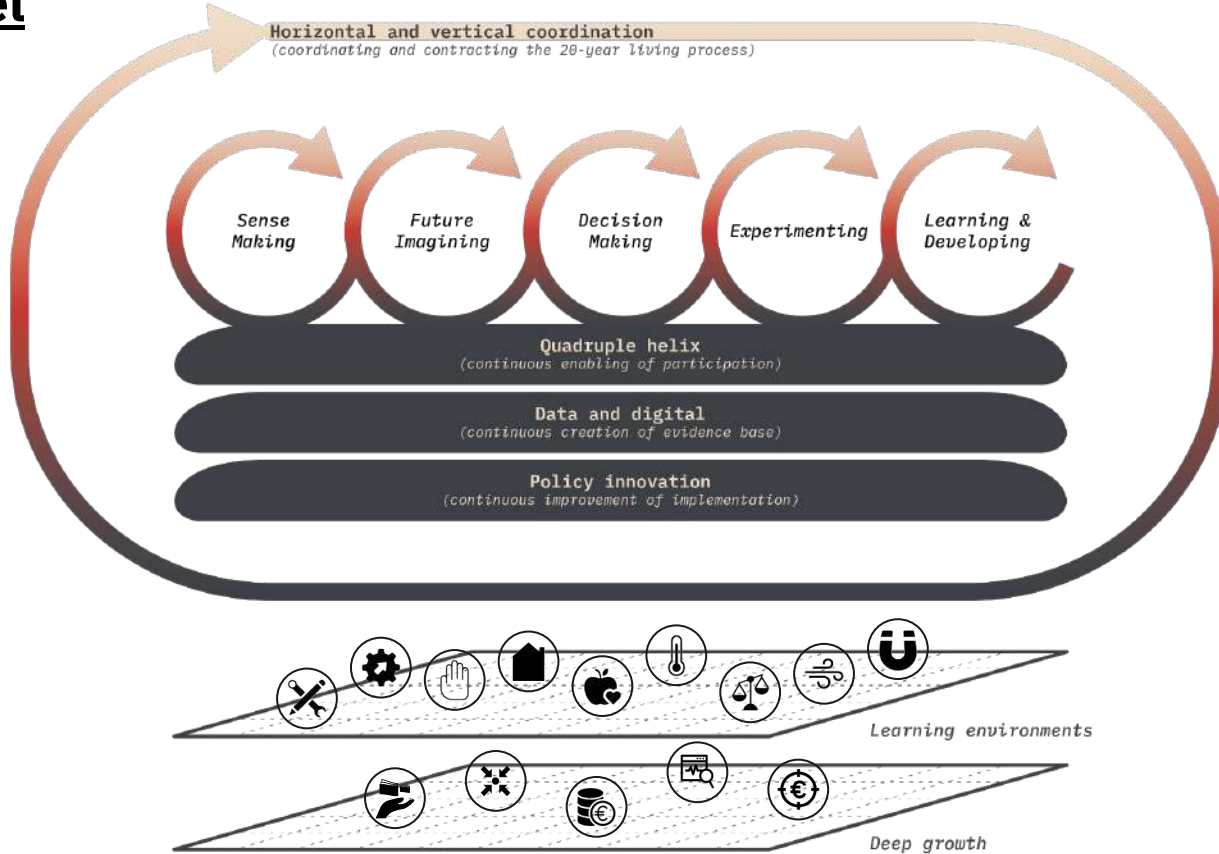 el
Horizontal and vertical coordination
(coordinating and contracting the 20-year living process)
Sense
Making
Future
Imagining
Decision
Making
Experimenting
Learning &
Developing
Quadruple helix
(continuous enabling of participation)
Data and digital
(continuous creation of evidence base)
Policy innovation
(continuous improvement of implementation)
Learning environments
€
€
Deep growth